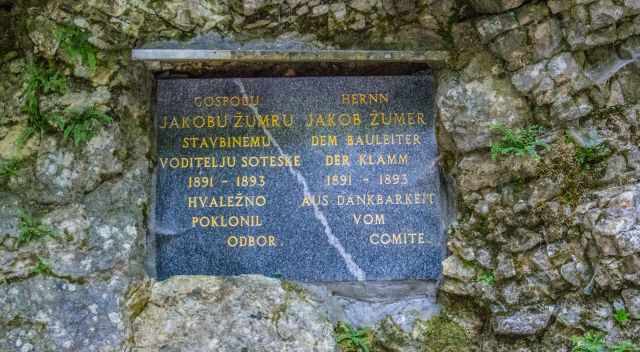 GOSPODU
JAKOBU ŽUMRU
STAVBINEMU
VODITELJU SOTESKE
1891 - 1893
HVALEŽNO
POKLONIL
ODBOR.
HERNN
JAKOB ŽUMER
DEM BAULEITER
DER KLAMM
1891 - 1893
AUS DANKBARKEIT
VOM
COMITE.